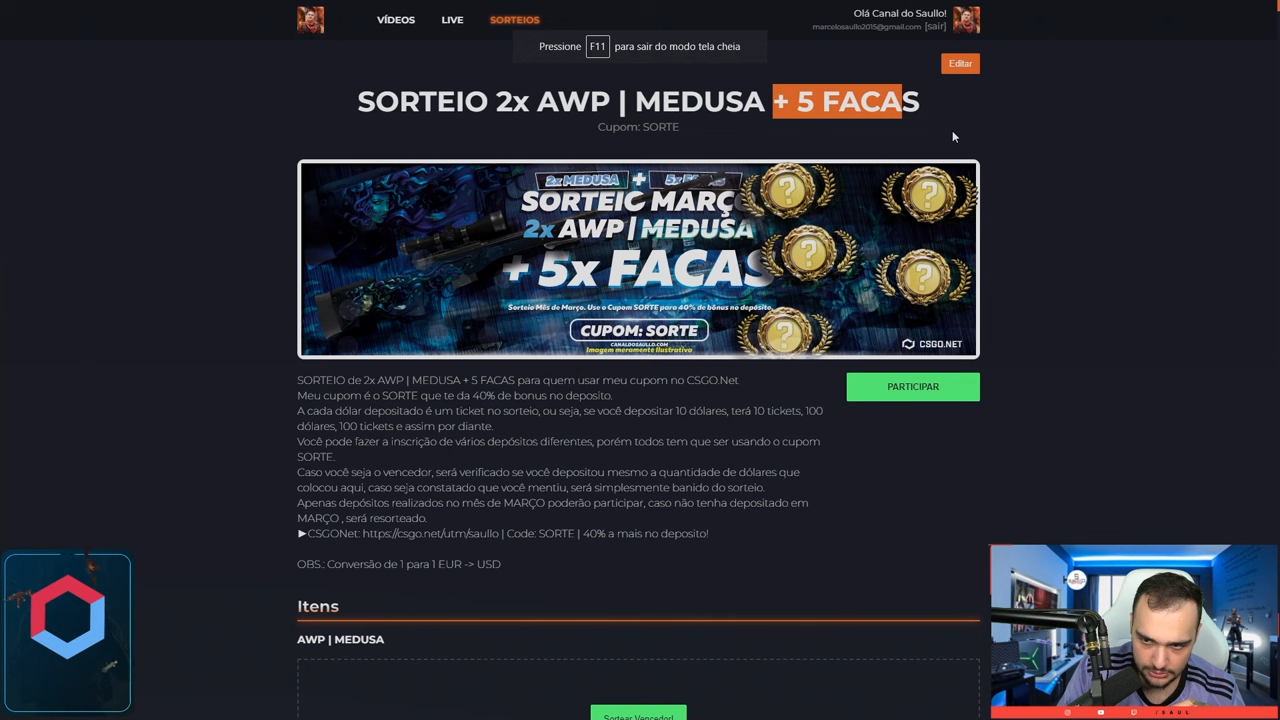 VÍDEOS LIVE SORTEIOS
Olá Canal do Saullo!
marcelosaullo2015@gmail.com [sair]
Pressione F11 para sair do modo tela cheia
Editar
SORTEIO 2x AWP | MEDUSA + 5 FACAS
Cupom: SORTE
2x MEDUSA + 5x FACAS
SORTEIO MARÇO
2x AWP | MEDUSA
+ 5x FACAS
Sorteio Mês de Março. Use o Cupom SORTE para 40% de bônus no depósito.
CUPOM: SORTE
CANALDOSAULLO.COM
Imagem meramente Ilustrativa
CSGO.NET
SORTEIO de 2x AWP | MEDUSA + 5 FACAS para quem usar meu cupom no CSGO.Net
Meu cupom é o SORTE que te da 40% de bonus no deposito.
A cada dólar depositado é um ticket no sorteio, ou seja, se você depositar 10 dólares, terá 10 tickets, 100
dólares, 100 tickets e assim por diante.
Você pode fazer a inscrição de vários depósitos diferentes, porém todos tem que ser usando o cupom
SORTE.
Caso você seja o vencedor, será verificado se você depositou mesmo a quantidade de dólares que
colocou aqui, caso seja constatado que você mentiu, será simplesmente banido do sorteio.
Apenas depósitos realizados no mês de MARÇO poderão participar, caso não tenha depositado em
MARÇO , será resorteado.
►CSGONet: https://csgo.net/utm/saullo | Code: SORTE | 40% a mais no deposito!
PARTICIPAR
OBS.: Conversão de 1 para 1 EUR -> USD
Itens
AWP | MEDUSA
Sortear Vencedor!